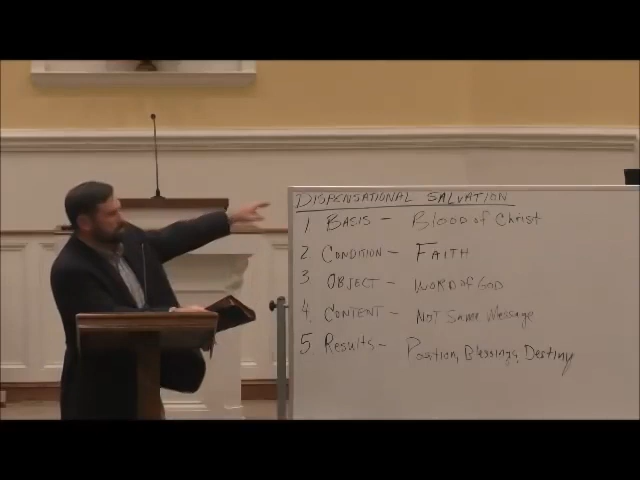 DISPENSATIONAL SALVATION
1 BASIS - Blood of Christ
2 CONDITION - FAITH
3 OBJECT - WORD of GOD
4. CONTENT - NOT Same Message
5 Results - Position, Blessings, Destiny